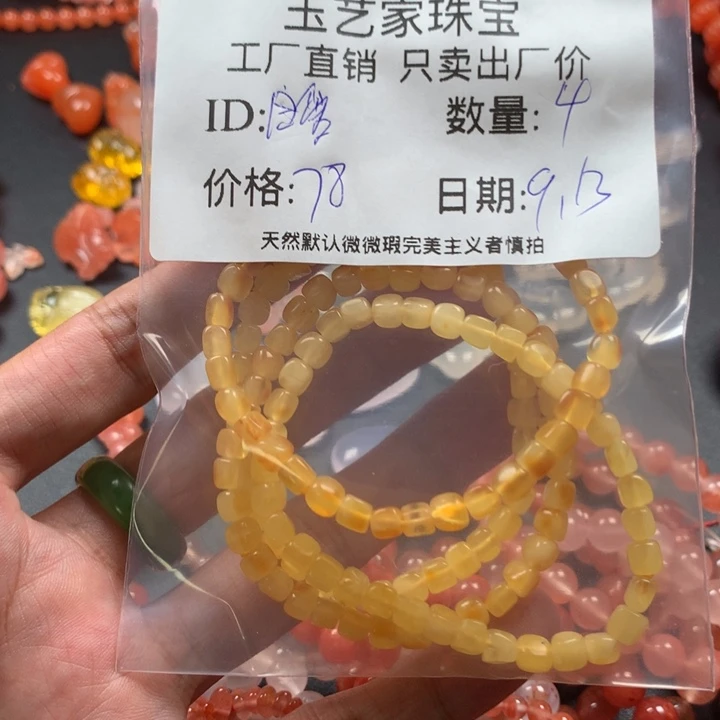 玉艺家珠宝
工厂直销 只卖出厂价
ID:自留 数量:4
价格:78 日期:9.13
天然默认微微瑕完美主义者慎拍